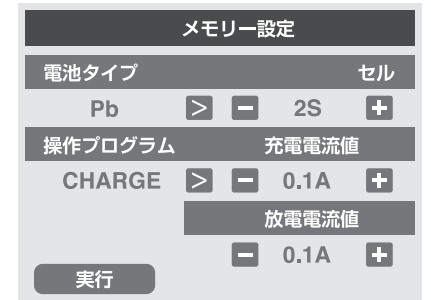 メモリー設定
電池タイプ セル
Pb > − 2S +
操作プログラム 充電電流値
CHARGE > − 0.1A +
放電電流値
− 0.1A +
実行